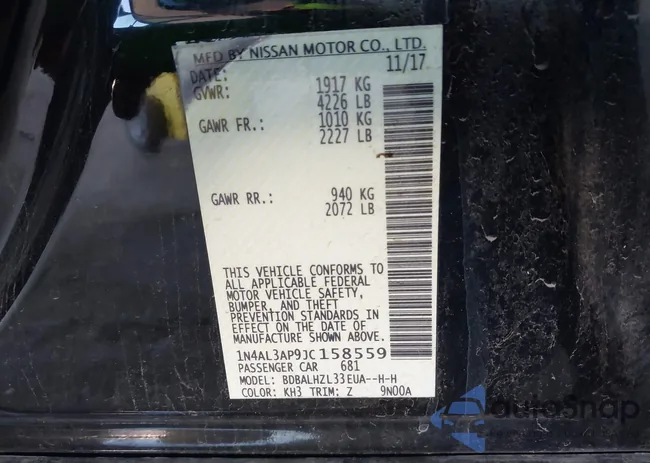 MFD BY NISSAN MOTOR CO., LTD.
DATE: 11/17
GVWR: 1917 KG
4226 LB
GAWR FR.: 1010 KG
2227 LB
GAWR RR.: 940 KG
2072 LB
THIS VEHICLE CONFORMS TO
ALL APPLICABLE FEDERAL
MOTOR VEHICLE SAFETY,
BUMPER, AND THEFT
PREVENTION STANDARDS IN
EFFECT ON THE DATE OF
MANUFACTURE SHOWN ABOVE.
1N4AL3AP9JC158559
PASSENGER CAR 681
MODEL: BDBALHZL33EUA--H-H
COLOR: KH3 TRIM: Z 9N00A
autoSnap